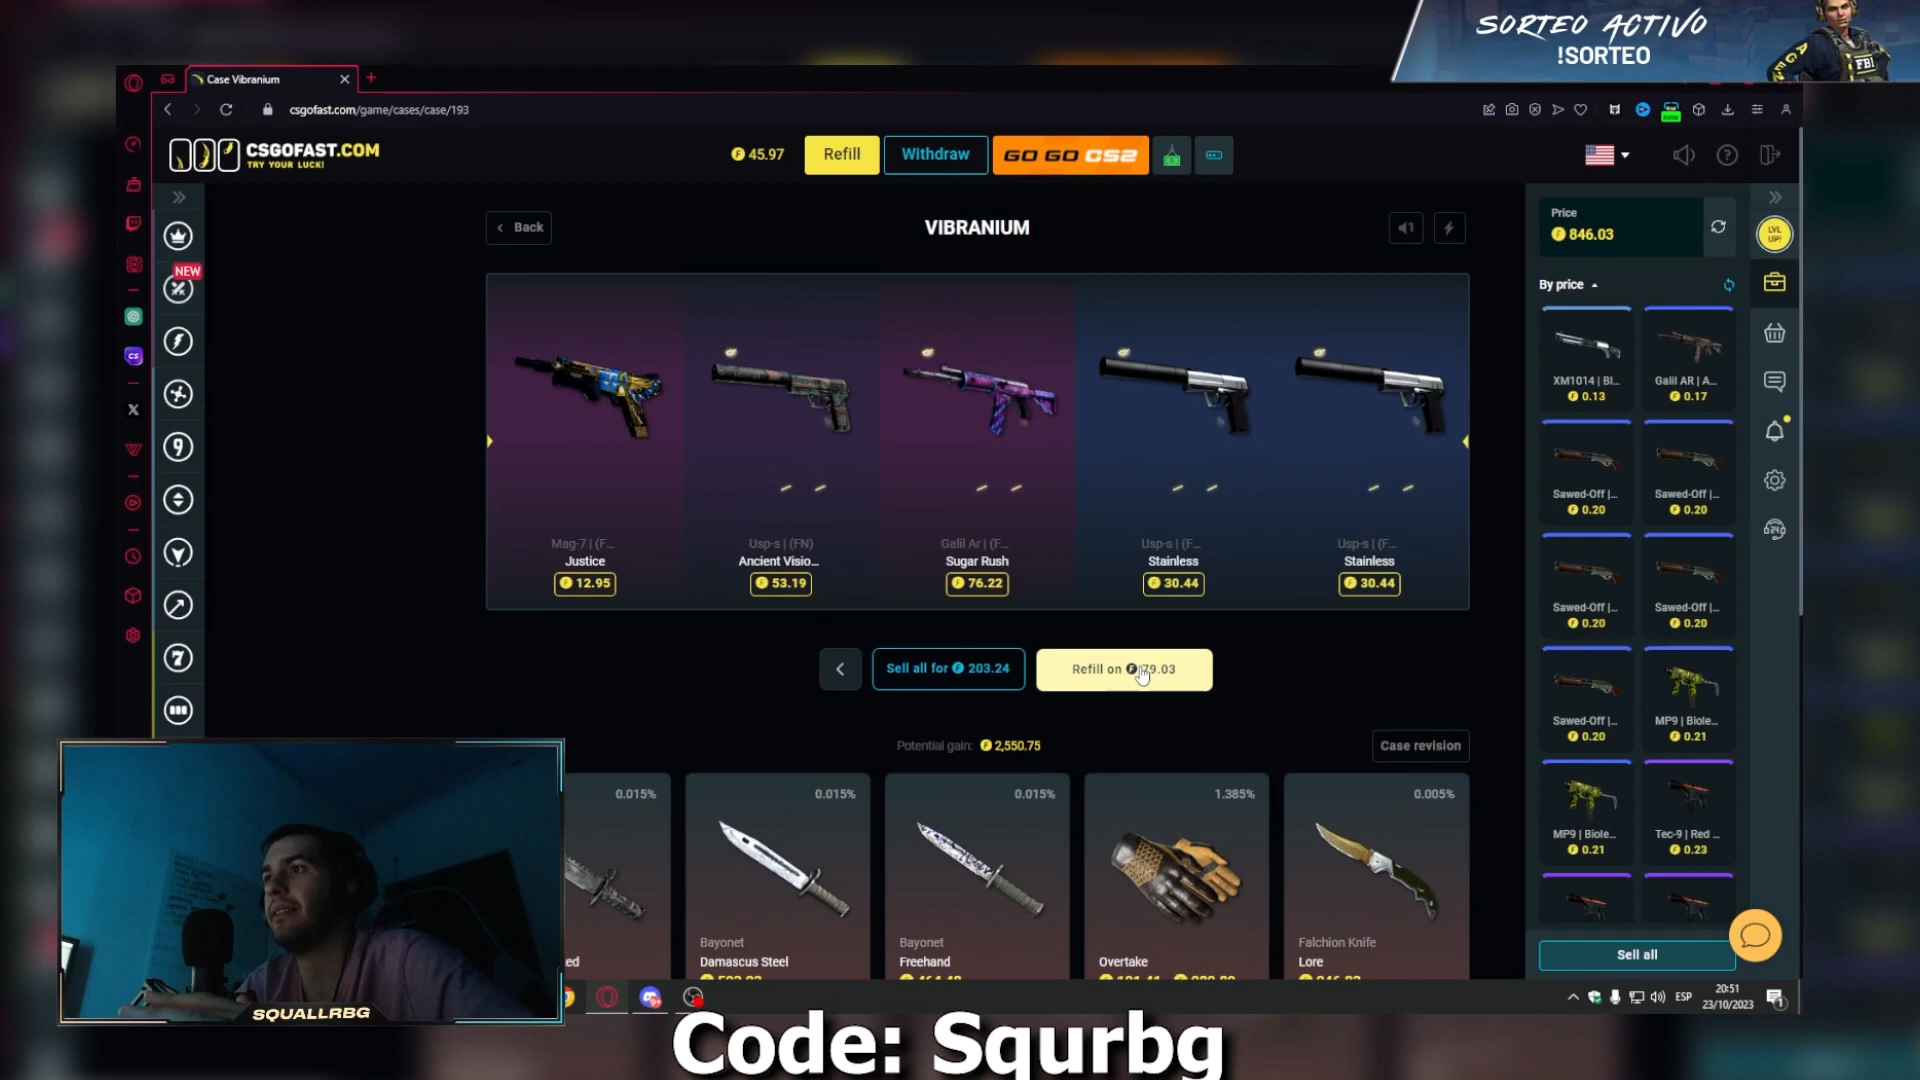 SORTEO ACTIVO
!SORTEO
FBI
Case Vibranium
csgofast.com/game/cases/case/193
CSGOFAST.COM
TRY YOUR LUCK!
45.97
Refill
Withdraw
GO GO CS2
Back
VIBRANIUM
Price
846.03
LVL UP!
NEW
By price
XM1014 | Bl...
0.13
Galil AR | A...
0.17
Sawed-Off |...
0.20
Sawed-Off |...
0.20
Sawed-Off |...
0.20
Sawed-Off |...
0.20
Sawed-Off |...
0.20
MP9 | Biole...
0.21
MP9 | Biole...
0.21
Tec-9 | Red ...
0.23
Sell all
Mag-7 | (F...
Justice
12.95
Usp-s | (FN)
Ancient Visio...
53.19
Galil Ar | (F...
Sugar Rush
76.22
Usp-s | (F...
Stainless
30.44
Usp-s | (F...
Stainless
30.44
Sell all for 203.24
Refill on 79.03
Potential gain: 2,550.75
Case revision
0.015%
0.015%
Bayonet
Damascus Steel
0.015%
Bayonet
Freehand
1.385%
Overtake
0.005%
Falchion Knife
Lore
SQUALLRBG
ESP
20:51
23/10/2023
Code: Squrbg